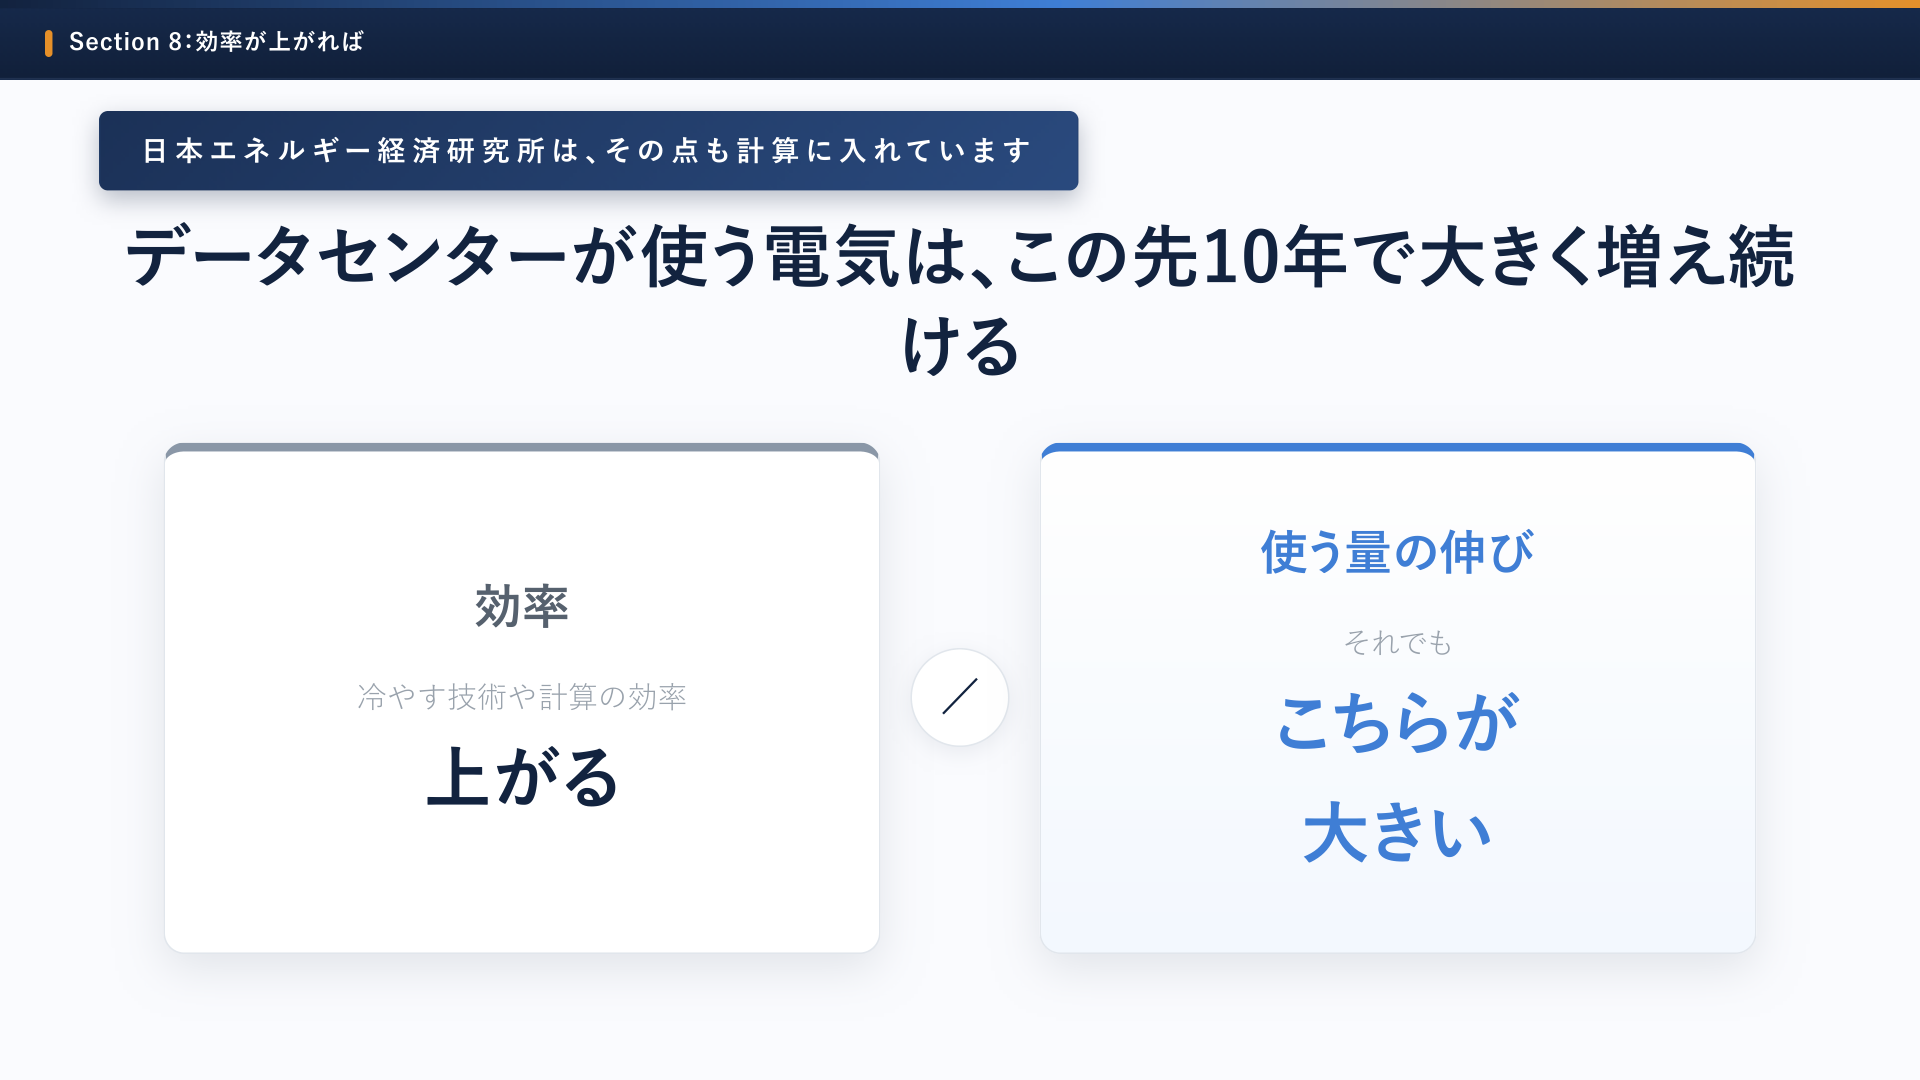 Section 8：効率が上がれば
日本エネルギー経済研究所は、その点も計算に入れています
データセンターが使う電気は、この先10年で大きく増え続
ける
効率
冷やす技術や計算の効率
上がる
／
使う量の伸び
それでも
こちらが
大きい